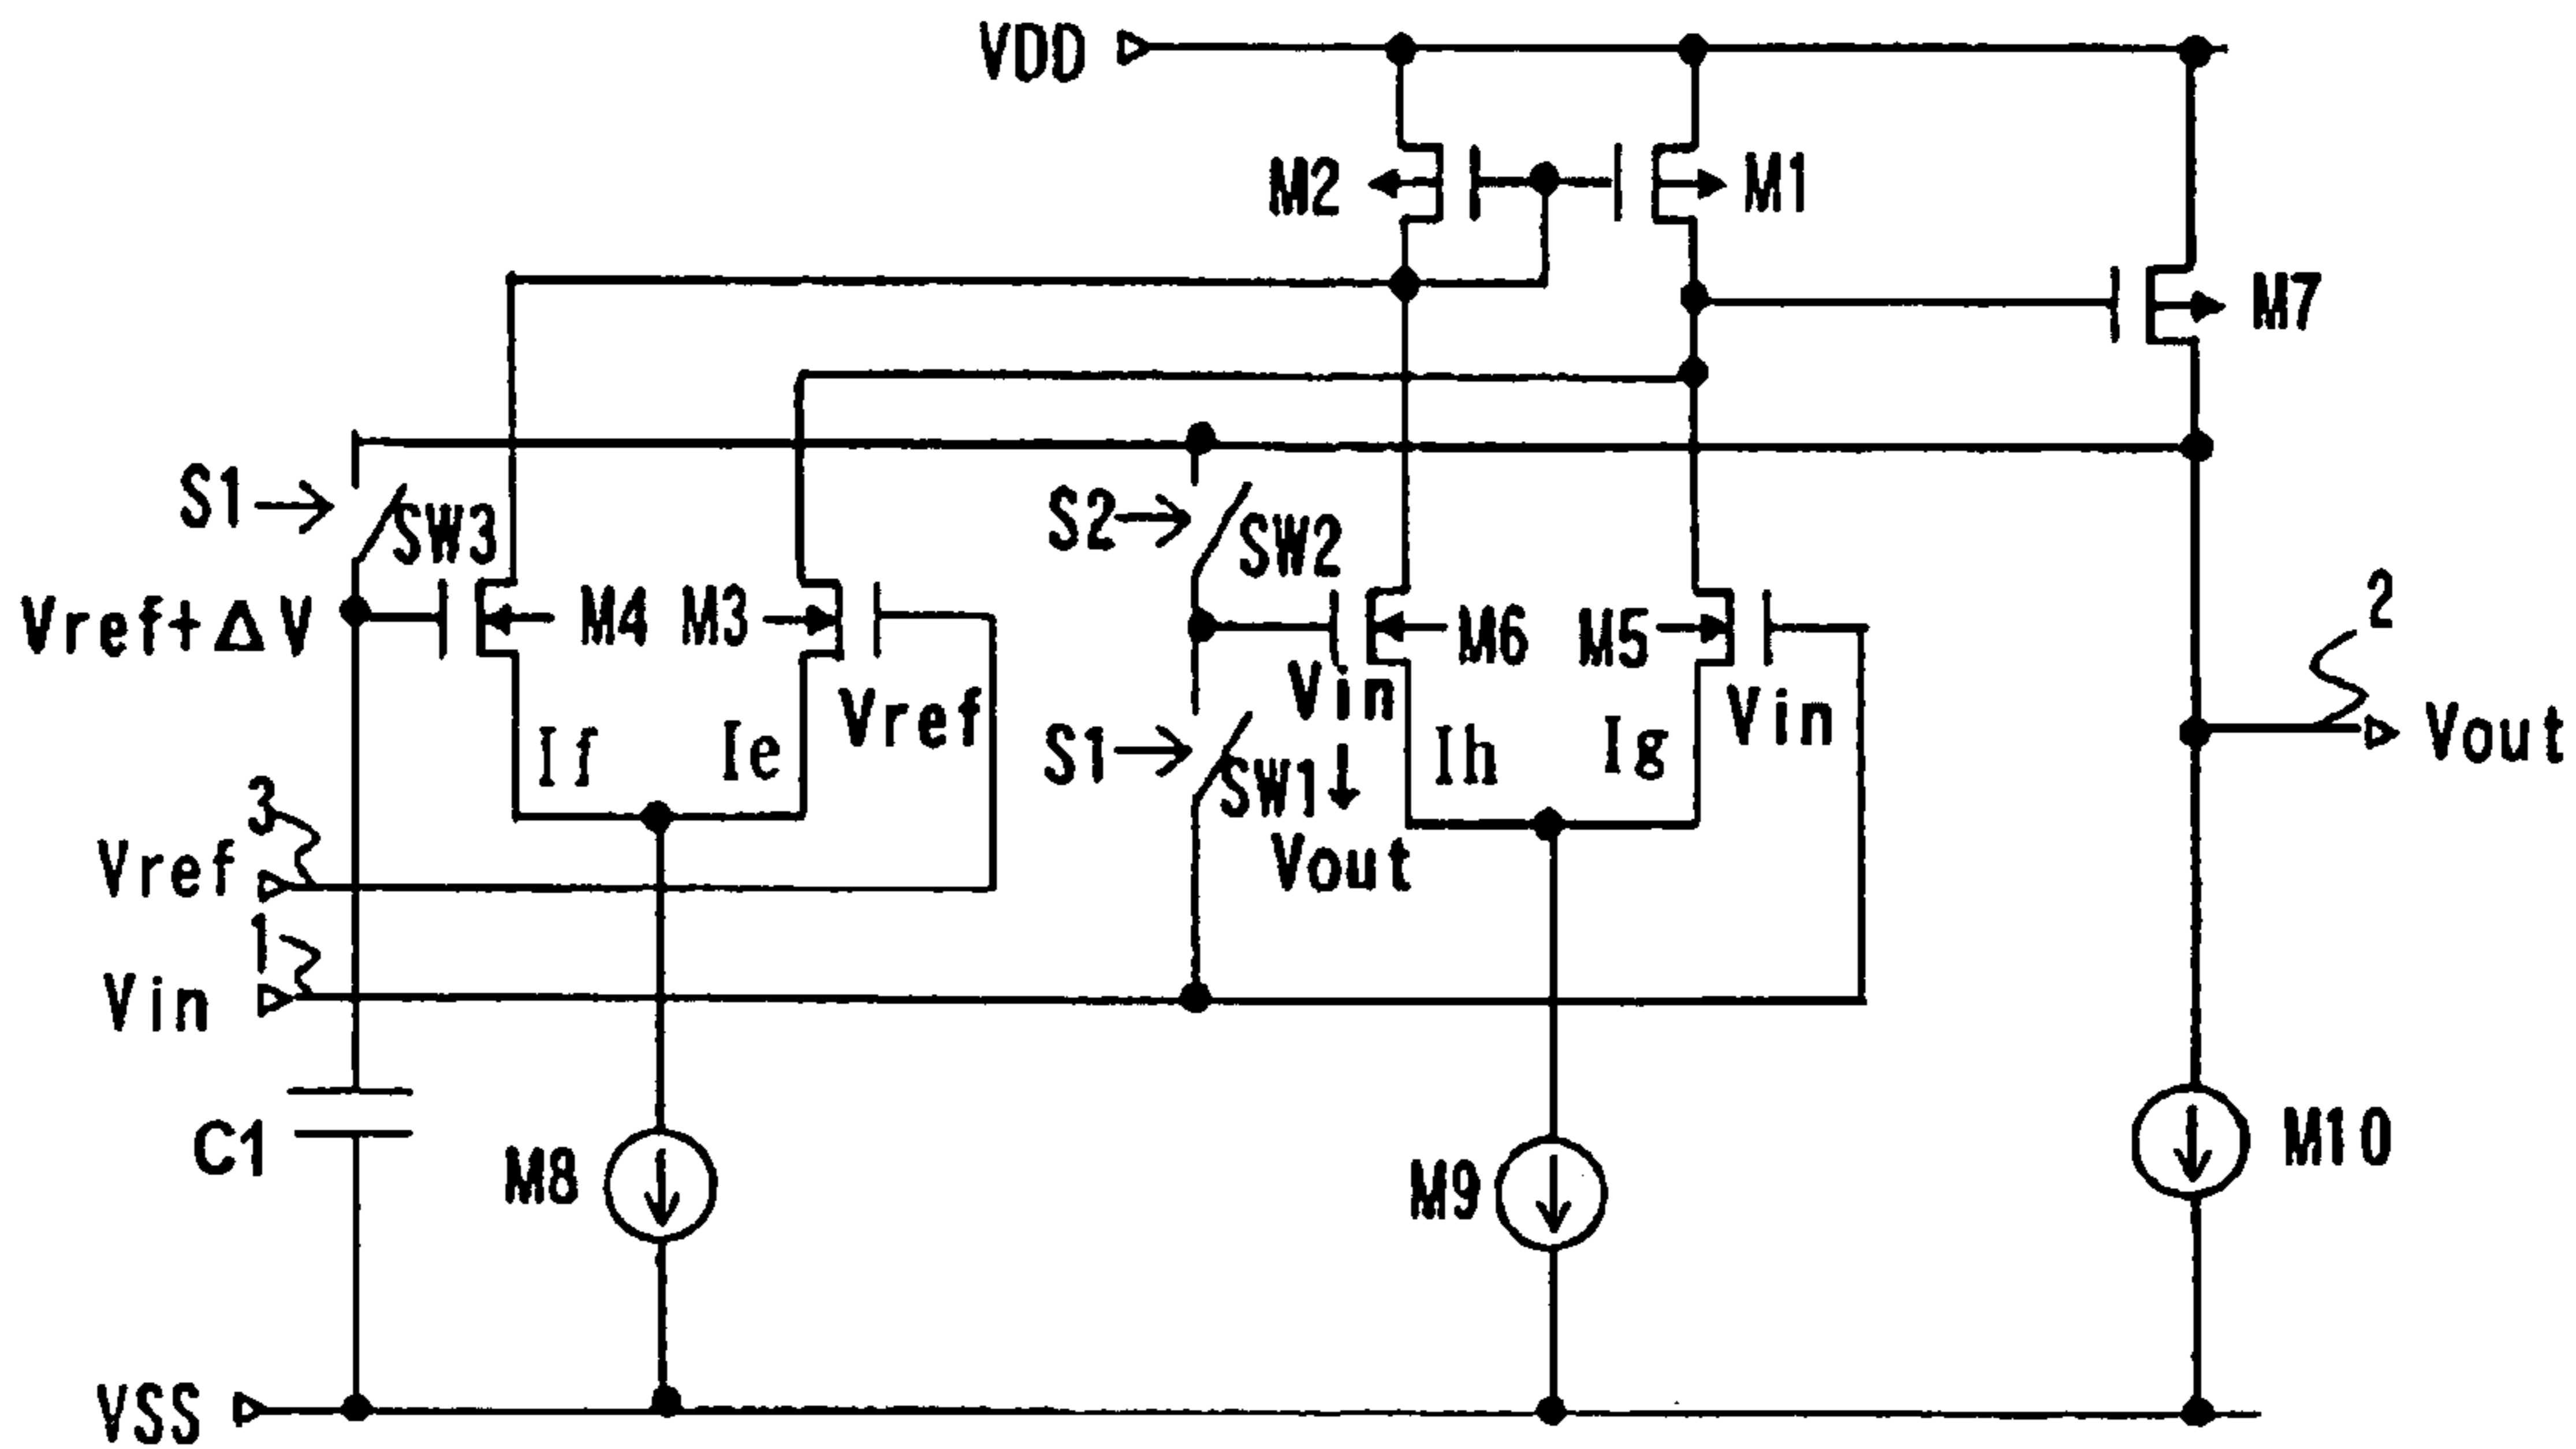 VDD
M2
M1
M7
S1
SW3
S2
SW2
Vref+ΔV
M4
M3
M6
M5
2
Vref
Vin
Vin
Vout
If
Ie
S1
SW1
Ih
Ig
Vout
3
Vref
1
Vin
C1
M8
M9
M10
VSS